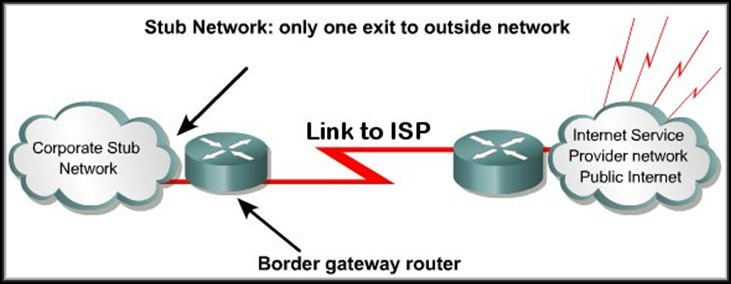 Stub Network: only one exit to outside network
Corporate Stub
Network
Link to ISP
Internet Service
Provider network
Public Internet
Border gateway router